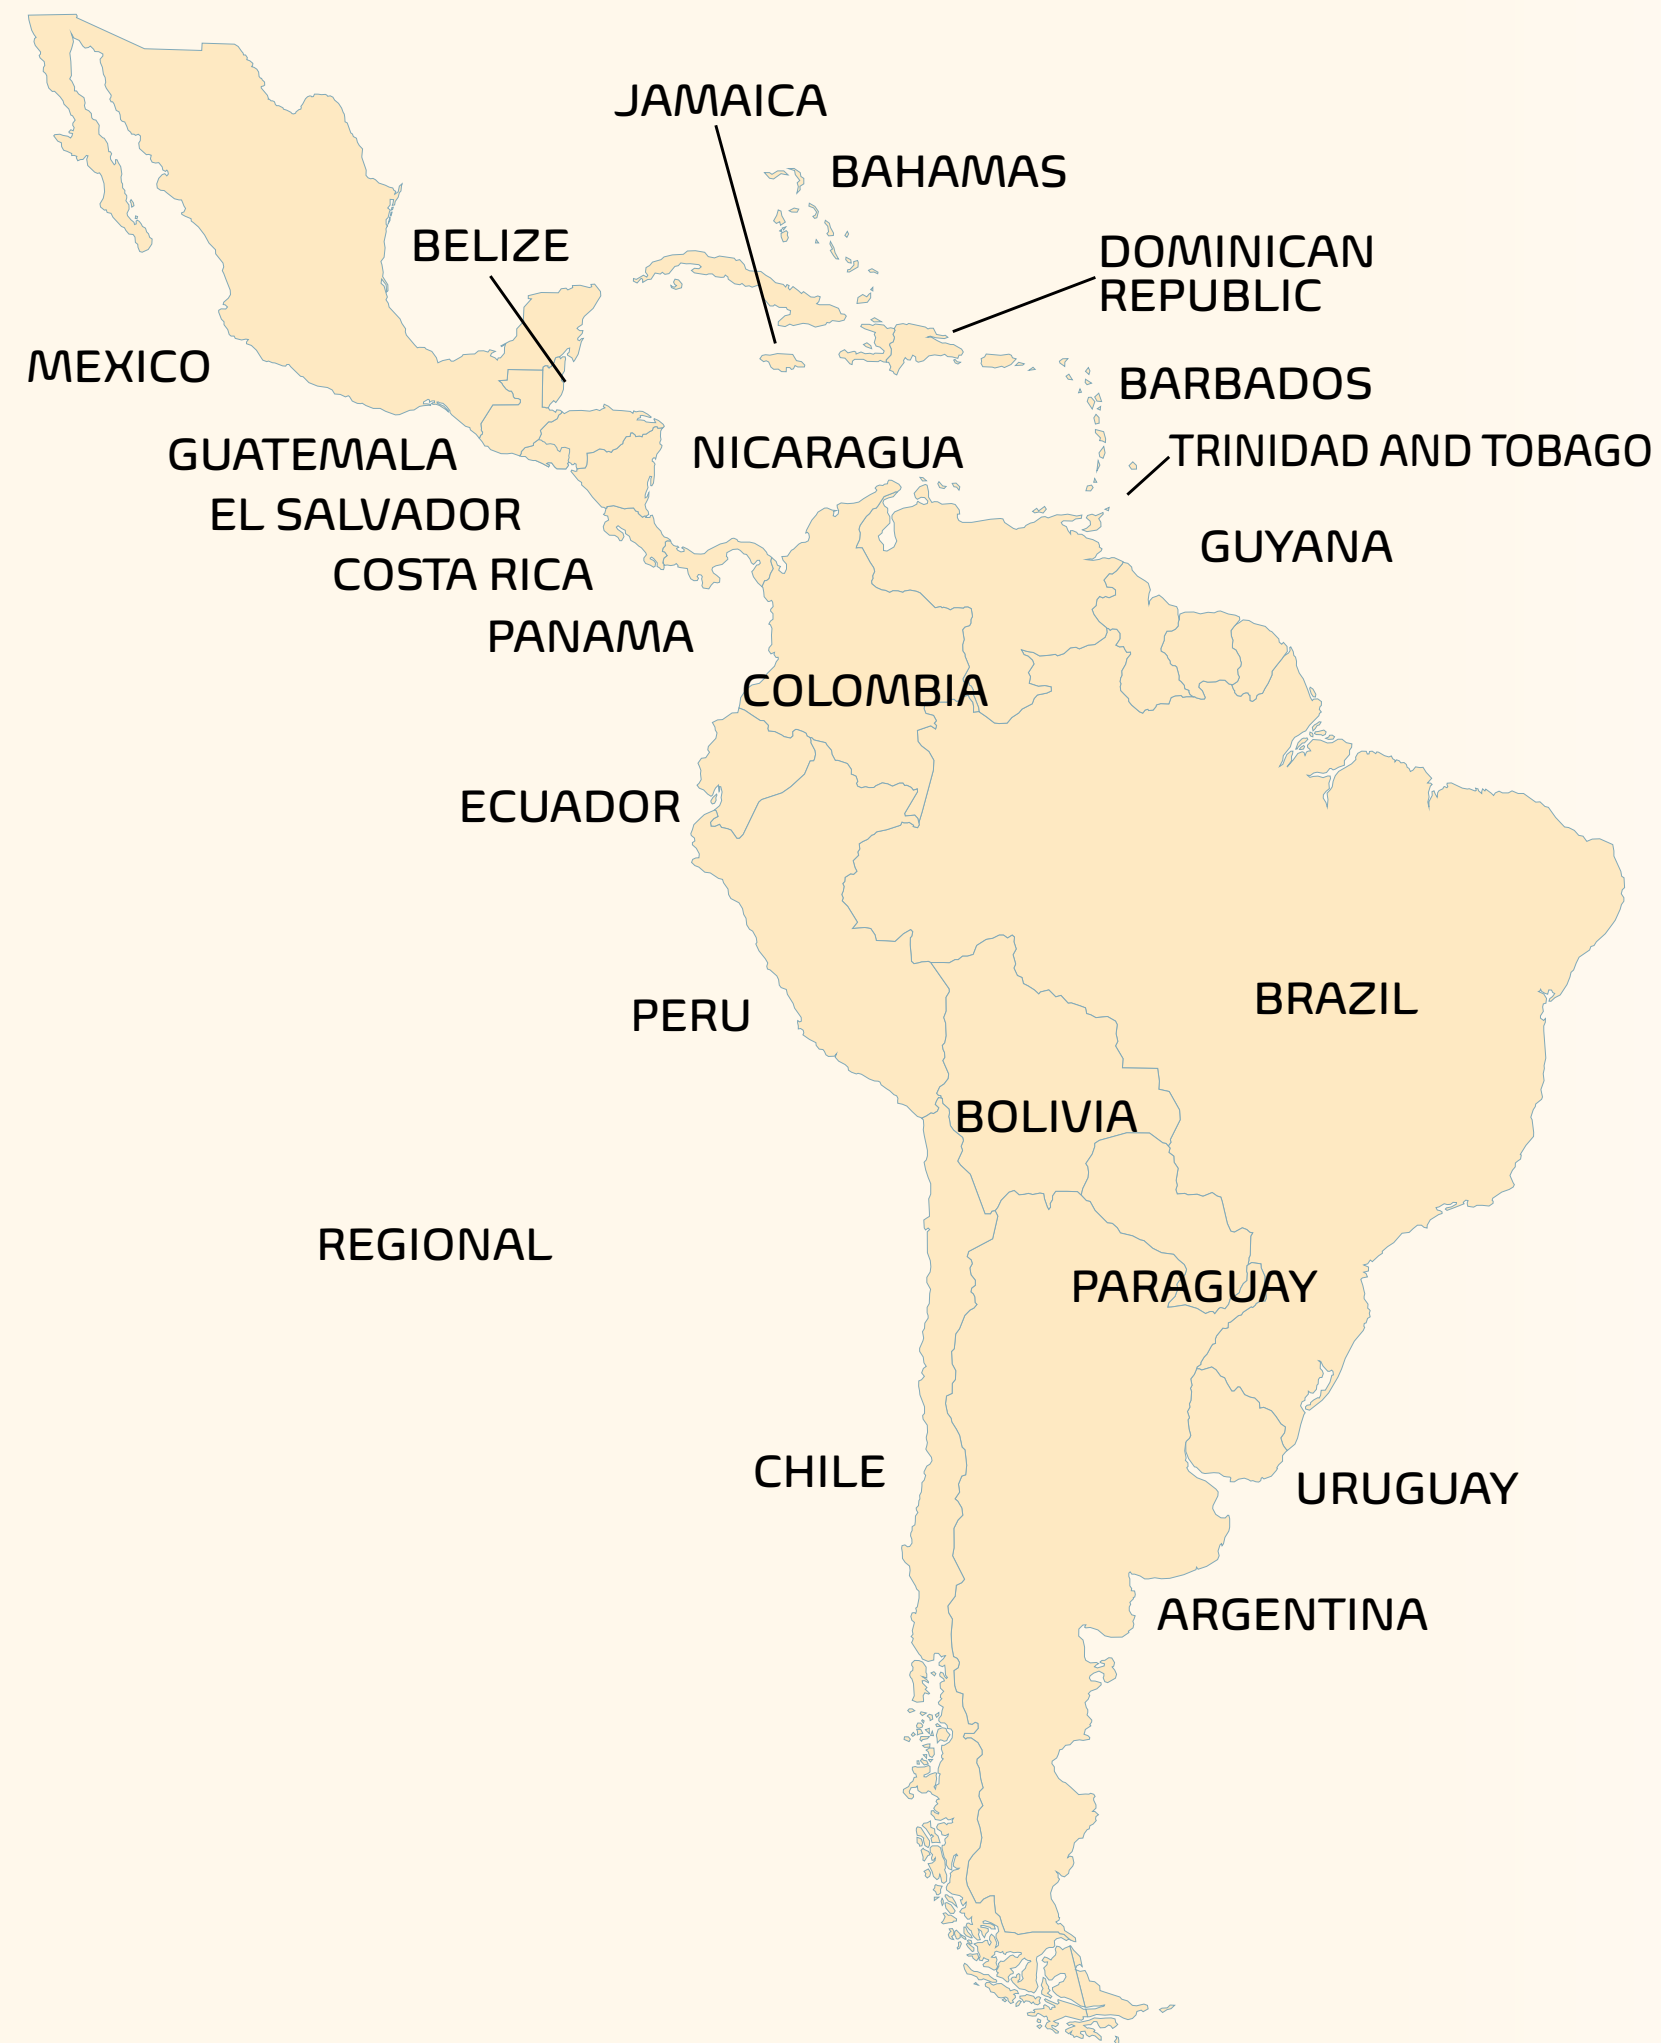 JAMAICA
BAHAMAS
BELIZE
DOMINICAN
REPUBLIC
MEXICO
BARBADOS
GUATEMALA
NICARAGUA
TRINIDAD AND TOBAGO
EL SALVADOR
GUYANA
COSTA RICA
PANAMA
COLOMBIA
ECUADOR
BRAZIL
PERU
BOLIVIA
REGIONAL
PARAGUAY
CHILE
URUGUAY
ARGENTINA